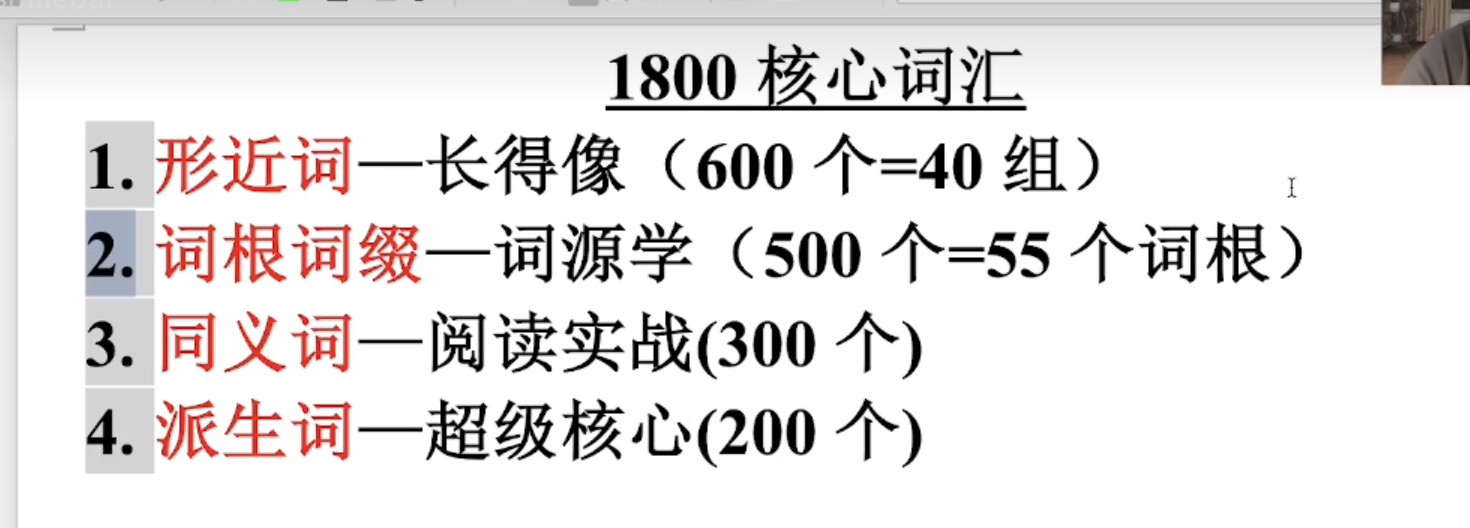 1800 核心词汇
1. 形近词—长得像（600 个=40 组）
2. 词根词缀—词源学（500 个=55 个词根）
3. 同义词—阅读实战(300 个)
4. 派生词—超级核心(200 个)